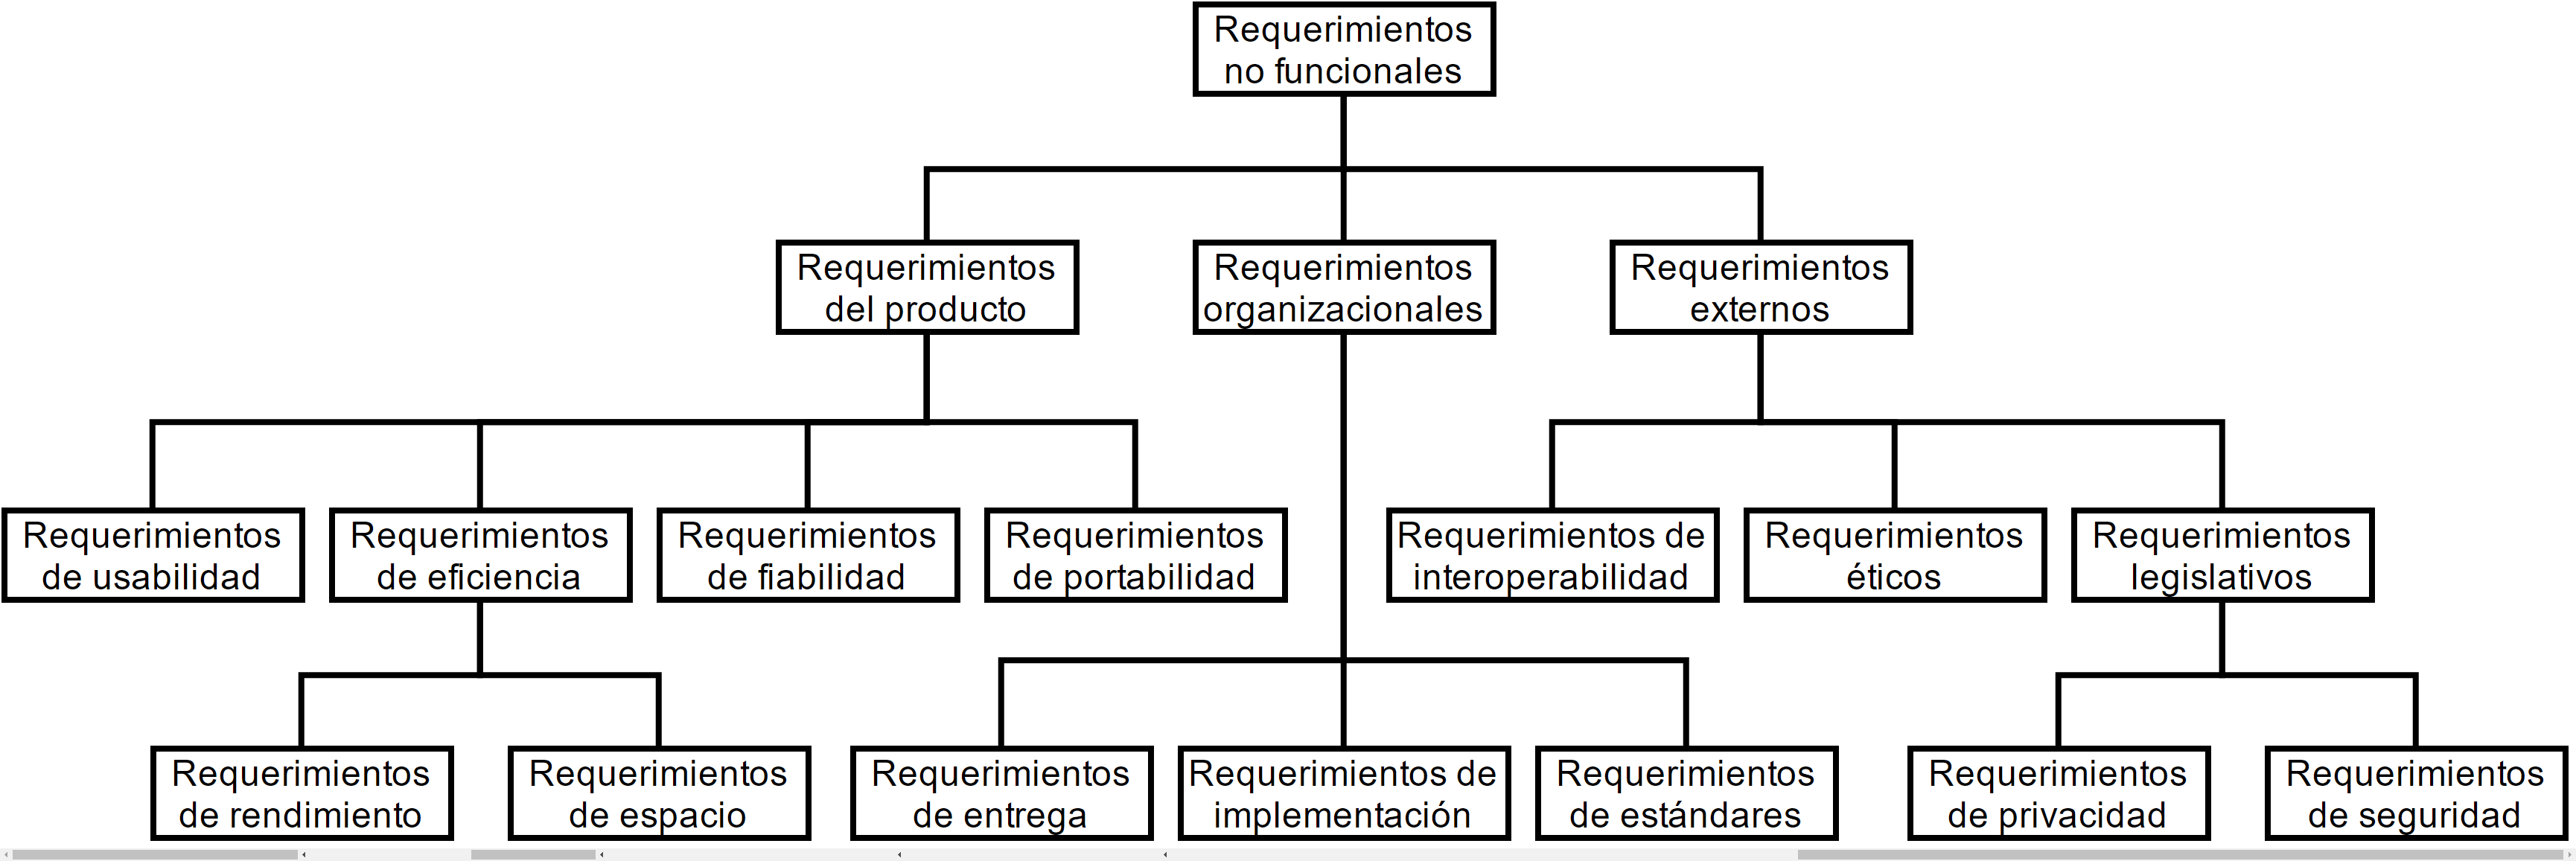 Requerimientos
no funcionales
Requerimientos
del producto
Requerimientos
organizacionales
Requerimientos
externos
Requerimientos
de usabilidad
Requerimientos
de eficiencia
Requerimientos
de fiabilidad
Requerimientos
de portabilidad
Requerimientos de
interoperabilidad
Requerimientos
éticos
Requerimientos
legislativos
Requerimientos
de rendimiento
Requerimientos
de espacio
Requerimientos
de entrega
Requerimientos de
implementación
Requerimientos
de estándares
Requerimientos
de privacidad
Requerimientos
de seguridad